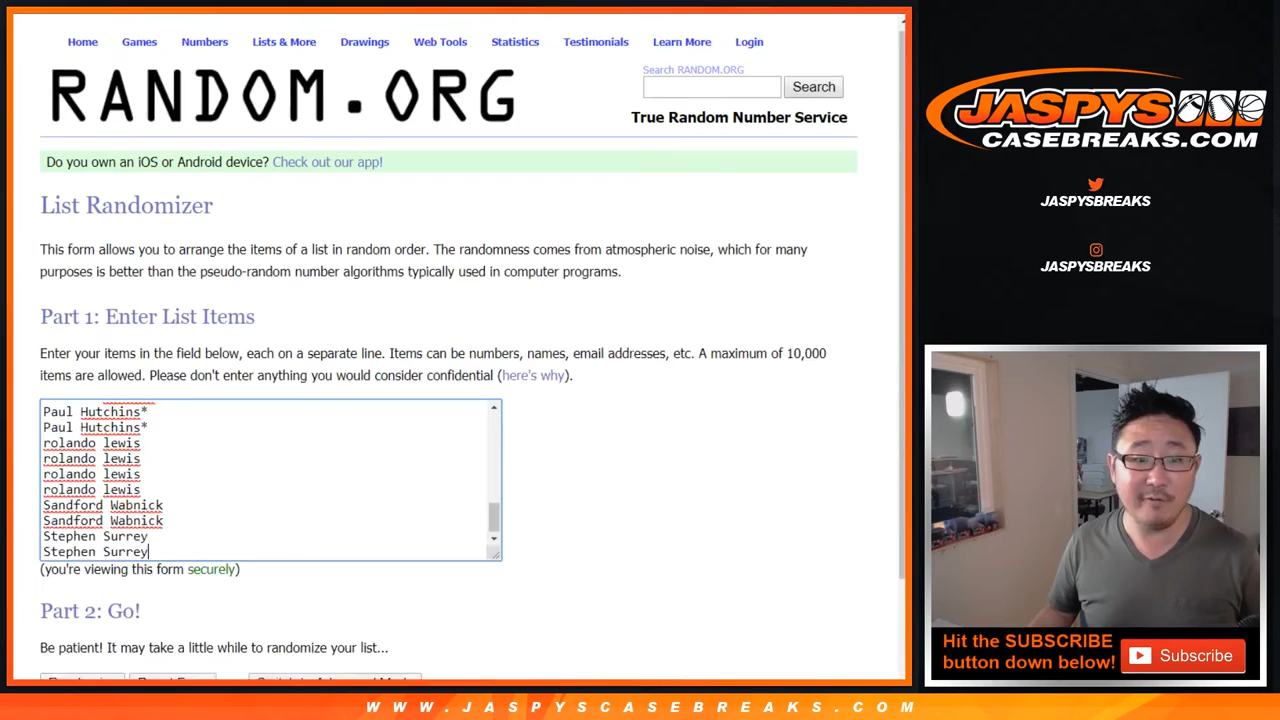 Home Games Numbers Lists & More Drawings Web Tools Statistics Testimonials Learn More Login
RANDOM.ORG
Search RANDOM.ORG
Search
True Random Number Service
Do you own an iOS or Android device? Check out our app!
List Randomizer
This form allows you to arrange the items of a list in random order. The randomness comes from atmospheric noise, which for many
purposes is better than the pseudo-random number algorithms typically used in computer programs.
Part 1: Enter List Items
Enter your items in the field below, each on a separate line. Items can be numbers, names, email addresses, etc. A maximum of 10,000
items are allowed. Please don't enter anything you would consider confidential (here's why).
Paul Hutchins*
Paul Hutchins*
rolando lewis
rolando lewis
rolando lewis
rolando lewis
Sandford Wabnick
Sandford Wabnick
Stephen Surrey
Stephen Surrey
(you're viewing this form securely)
Part 2: Go!
Be patient! It may take a little while to randomize your list...
JASPYS
CASEBREAKS.COM
JASPYSBREAKS
JASPYSBREAKS
Hit the SUBSCRIBE
button down below!
Subscribe
WWW.JASPYSCASEBREAKS.COM